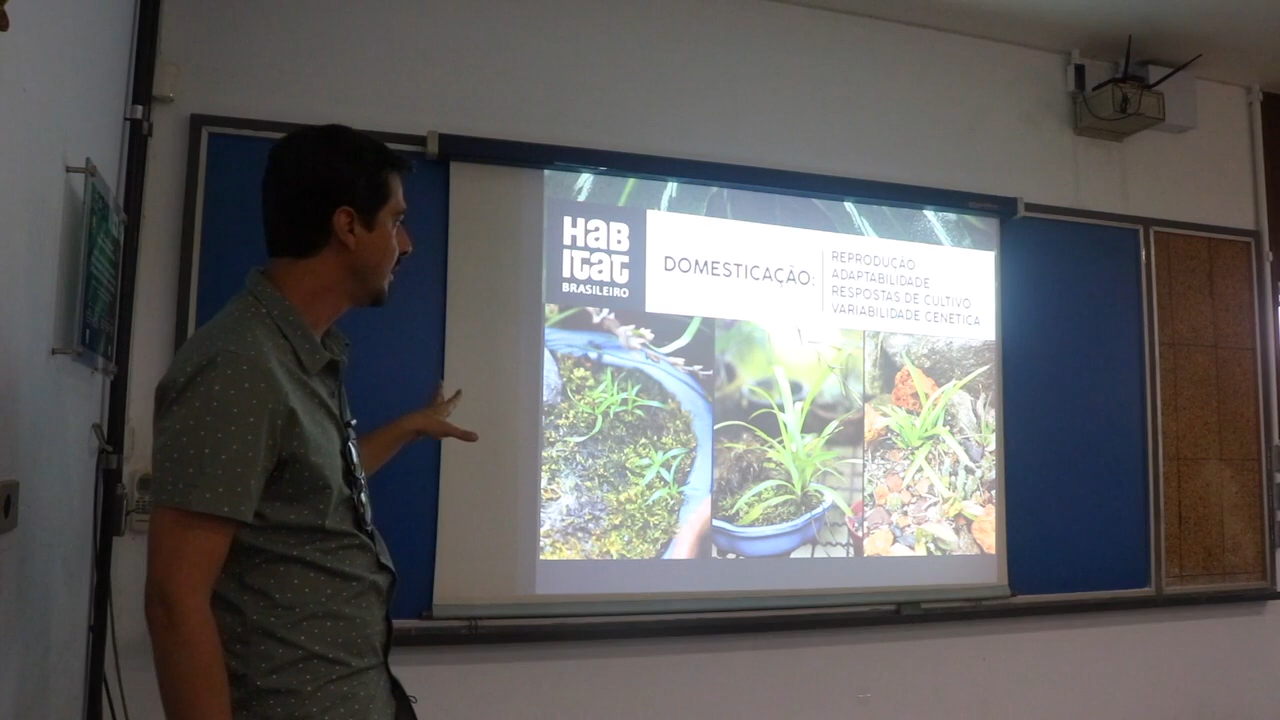 HaB
Itat
BRASILEIRO
DOMESTICAÇÃO:
REPRODUÇÃO
ADAPTABILIDADE
RESPOSTAS DE CULTIVO
VARIABILIDADE GENÉTICA